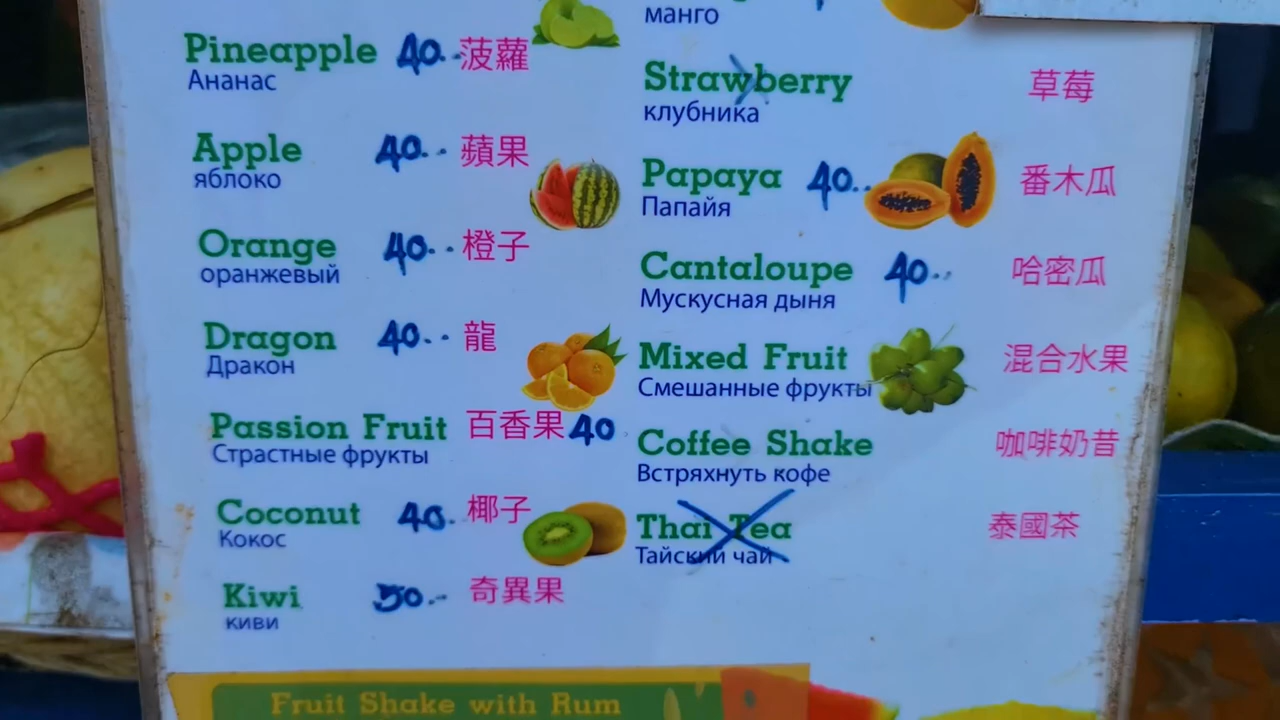 Pineapple 40.- 菠蘿
Ананас
Apple 40.- 蘋果
яблоко
Orange 40.- 橙子
оранжевый
Dragon 40.- 龍
Дракон
Passion Fruit 百香果 40
Страстные фрукты
Coconut 40.- 椰子
Кокос
Kiwi 50.- 奇異果
киви
манго
Strawberry 草莓
клубника
Papaya 40.. 番木瓜
Папайя
Cantaloupe 40.. 哈密瓜
Мускусная дыня
Mixed Fruit 混合水果
Смешанные фрукты
Coffee Shake 咖啡奶昔
Встряхнуть кофе
Thai Tea 泰國茶
Тайский чай
Fruit Shake with Rum